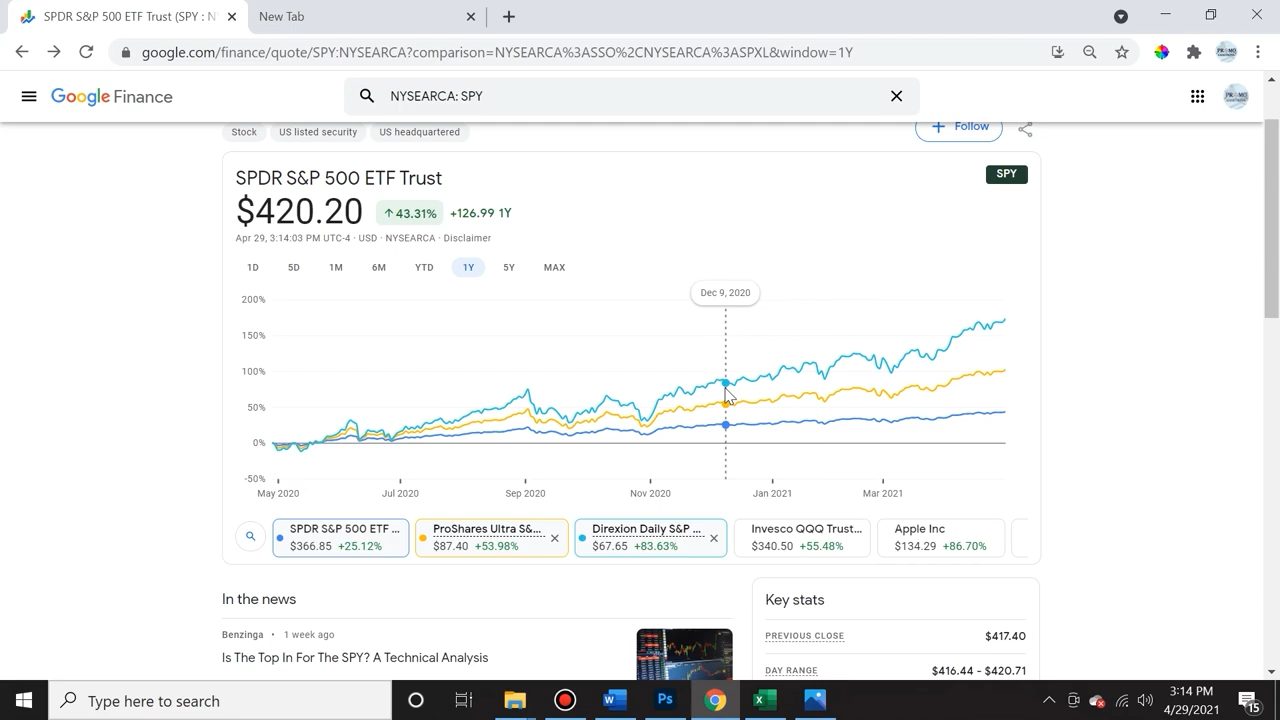 SPDR S&P 500 ETF Trust (SPY : N
New Tab
google.com/finance/quote/SPY:NYSEARCA?comparison=NYSEARCA%3ASSO%2CNYSEARCA%3ASPXL&window=1Y
Google Finance
NYSEARCA: SPY
Stock US listed security US headquartered
+ Follow
SPDR S&P 500 ETF Trust
SPY
$420.20 ↑ 43.31% +126.99 1Y
Apr 29, 3:14:03 PM UTC-4 · USD · NYSEARCA · Disclaimer
1D 5D 1M 6M YTD 1Y 5Y MAX
Dec 9, 2020
200%
150%
100%
50%
0%
-50%
May 2020 Jul 2020 Sep 2020 Nov 2020 Jan 2021 Mar 2021
SPDR S&P 500 ETF ... ProShares Ultra S&... Direxion Daily S&P ... Invesco QQQ Trust... Apple Inc
$366.85 +25.12% $87.40 +53.98% $67.65 +83.63% $340.50 +55.48% $134.29 +86.70%
In the news
Benzinga • 1 week ago
Is The Top In For The SPY? A Technical Analysis
Key stats
PREVIOUS CLOSE $417.40
DAY RANGE $416.44 - $420.71
Type here to search
3:14 PM
4/29/2021
15